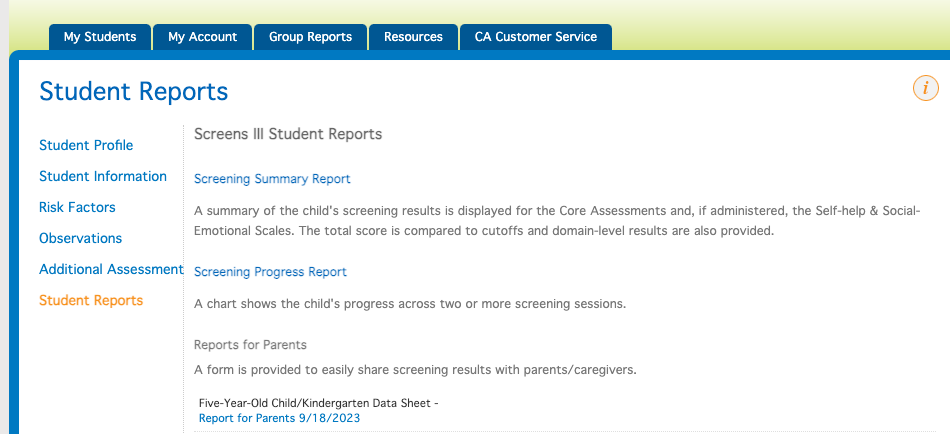 My Students
My Account
Group Reports
Resources
CA Customer Service
Student Reports
i
Student Profile
Student Information
Risk Factors
Observations
Additional Assessment
Student Reports
Screens III Student Reports
Screening Summary Report
A summary of the child's screening results is displayed for the Core Assessments and, if administered, the Self-help & Social-
Emotional Scales. The total score is compared to cutoffs and domain-level results are also provided.
Screening Progress Report
A chart shows the child's progress across two or more screening sessions.
Reports for Parents
A form is provided to easily share screening results with parents/caregivers.
Five-Year-Old Child/Kindergarten Data Sheet -
Report for Parents 9/18/2023